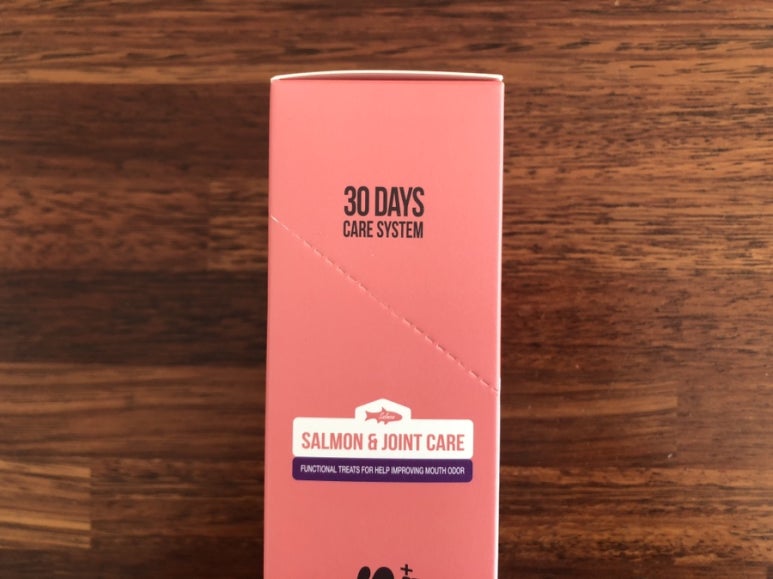 30 DAYS
CARE SYSTEM
Salmon
SALMON & JOINT CARE
FUNCTIONAL TREATS FOR HELP IMPROVING MOUTH ODOR